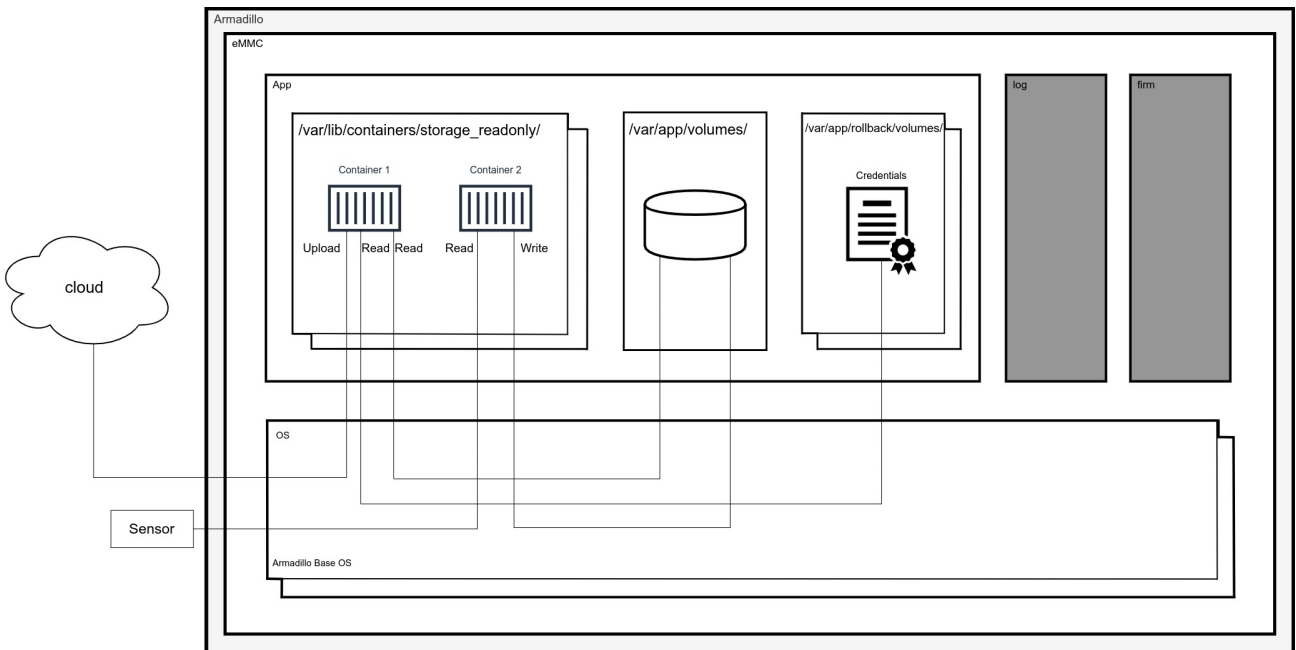 Armadillo
eMMC
App
log
firm
/var/lib/containers/storage_readonly/
/var/app/volumes/
/var/app/rollback/volumes/
Container 1
Container 2
Credentials
Upload
Read
Read
Read
Write
cloud
OS
Sensor
Armadillo Base OS